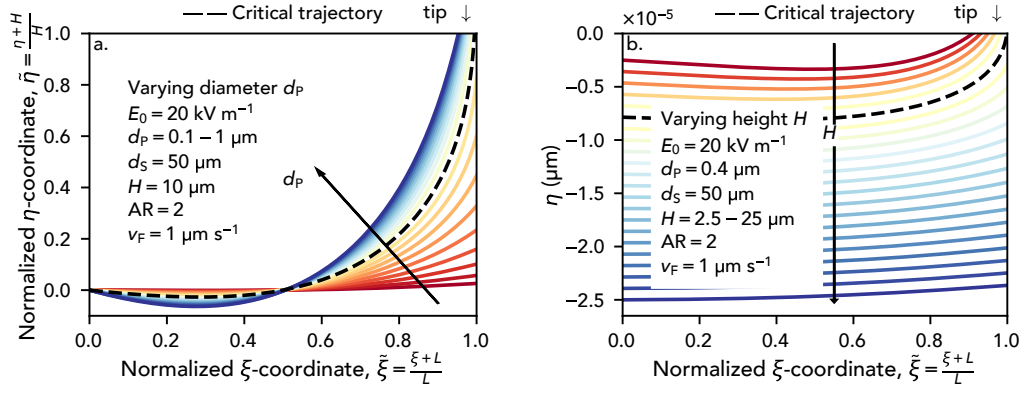 — — Critical trajectory tip ↓
a.
Normalized η-coordinate, η̃ = η+H/H
1.0
0.8
0.6
0.4
0.2
0.0
Varying diameter dP
E0 = 20 kV m−1
dP = 0.1 – 1 μm
dS = 50 μm
H = 10 μm
AR = 2
vF = 1 μm s−1
dP
0.0 0.2 0.4 0.6 0.8 1.0
Normalized ξ-coordinate, ξ̃ = ξ+L/L
×10−5 — — Critical trajectory tip ↓
b.
η (μm)
0.0
−0.5
−1.0
−1.5
−2.0
−2.5
Varying height H
E0 = 20 kV m−1
dP = 0.4 μm
dS = 50 μm
H = 2.5 – 25 μm
AR = 2
vF = 1 μm s−1
H
0.0 0.2 0.4 0.6 0.8 1.0
Normalized ξ-coordinate, ξ̃ = ξ+L/L